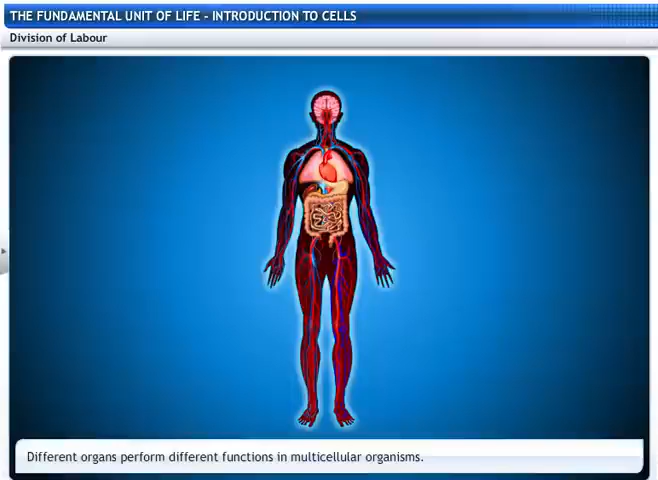 THE FUNDAMENTAL UNIT OF LIFE - INTRODUCTION TO CELLS
Division of Labour
Different organs perform different functions in multicellular organisms.